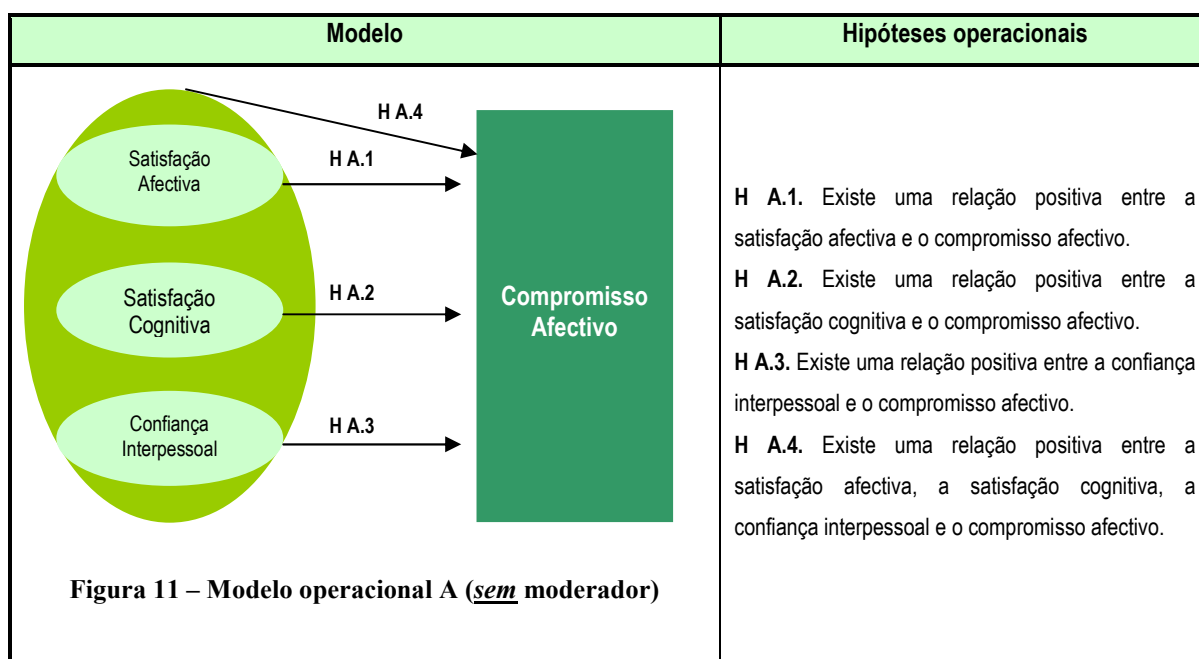 Modelo
Hipóteses operacionais
H A.4
Satisfação
Afectiva
H A.1
Satisfação
Cognitiva
H A.2
Confiança
Interpessoal
H A.3
Compromisso
Afectivo
Figura 11 – Modelo operacional A (sem moderador)
H A.1. Existe uma relação positiva entre a
satisfação afectiva e o compromisso afectivo.
H A.2. Existe uma relação positiva entre a
satisfação cognitiva e o compromisso afectivo.
H A.3. Existe uma relação positiva entre a confiança
interpessoal e o compromisso afectivo.
H A.4. Existe uma relação positiva entre a
satisfação afectiva, a satisfação cognitiva, a
confiança interpessoal e o compromisso afectivo.